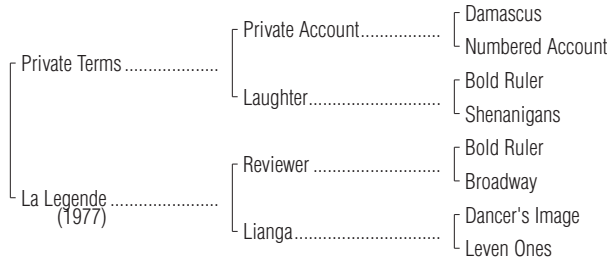 Damascus
Private Account..................
Numbered Account
Private Terms ....................
Bold Ruler
Laughter............................
Shenanigans
Bold Ruler
Reviewer ...........................
Broadway
La Legende .......................
(1977)
Dancer's Image
Lianga...............................
Leven Ones